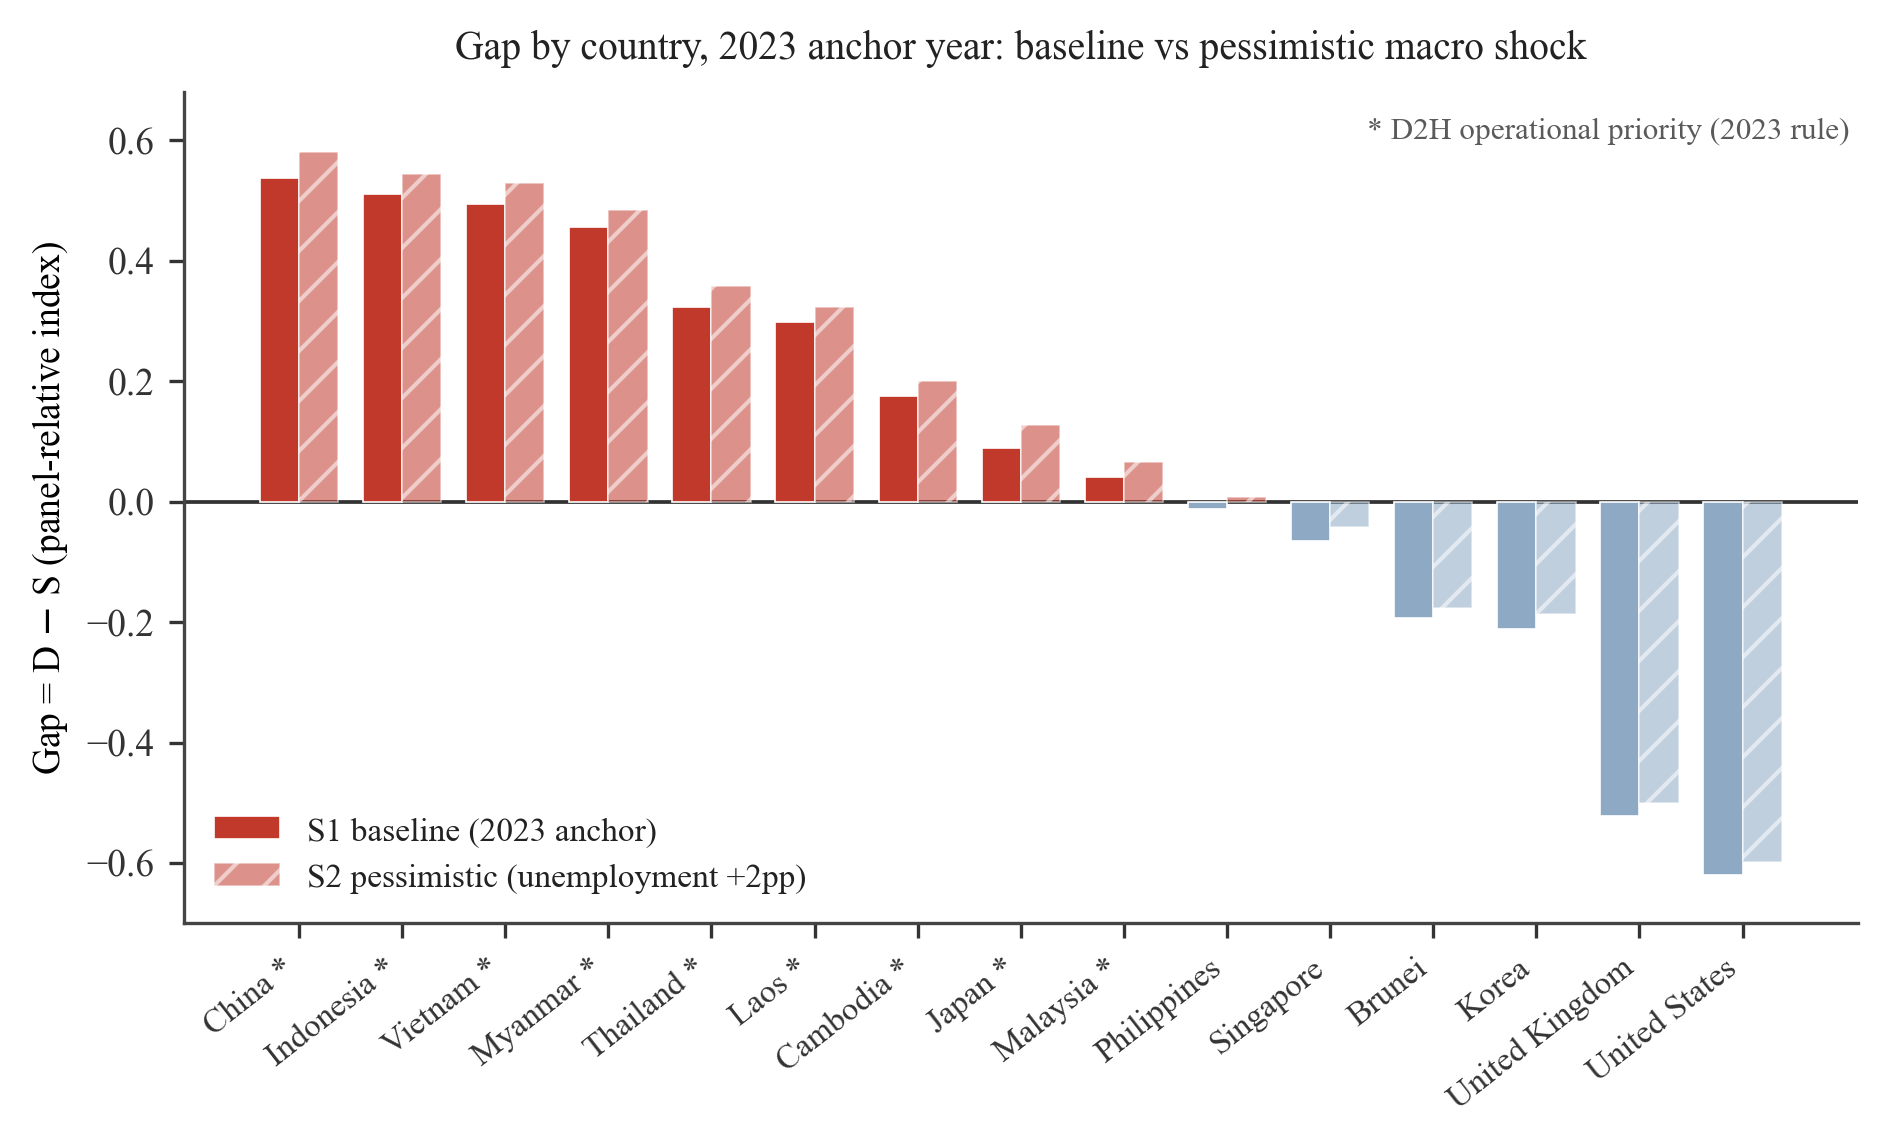 Gap by country, 2023 anchor year: baseline vs pessimistic macro shock
* D2H operational priority (2023 rule)
Gap = D − S (panel-relative index)
0.6
0.4
0.2
0.0
−0.2
−0.4
−0.6
S1 baseline (2023 anchor)
S2 pessimistic (unemployment +2pp)
China *
Indonesia *
Vietnam *
Myanmar *
Thailand *
Laos *
Cambodia *
Japan *
Malaysia *
Philippines
Singapore
Brunei
Korea
United Kingdom
United States